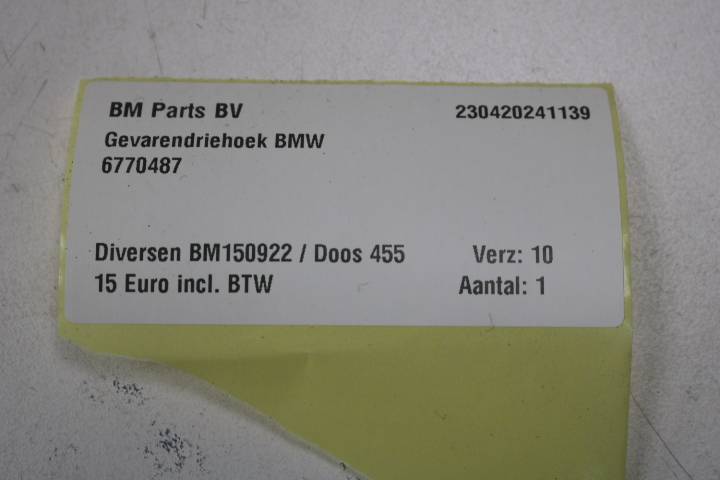 BM Parts BV 230420241139
Gevarendriehoek BMW
6770487
Diversen BM150922 / Doos 455 Verz: 10
15 Euro incl. BTW Aantal: 1